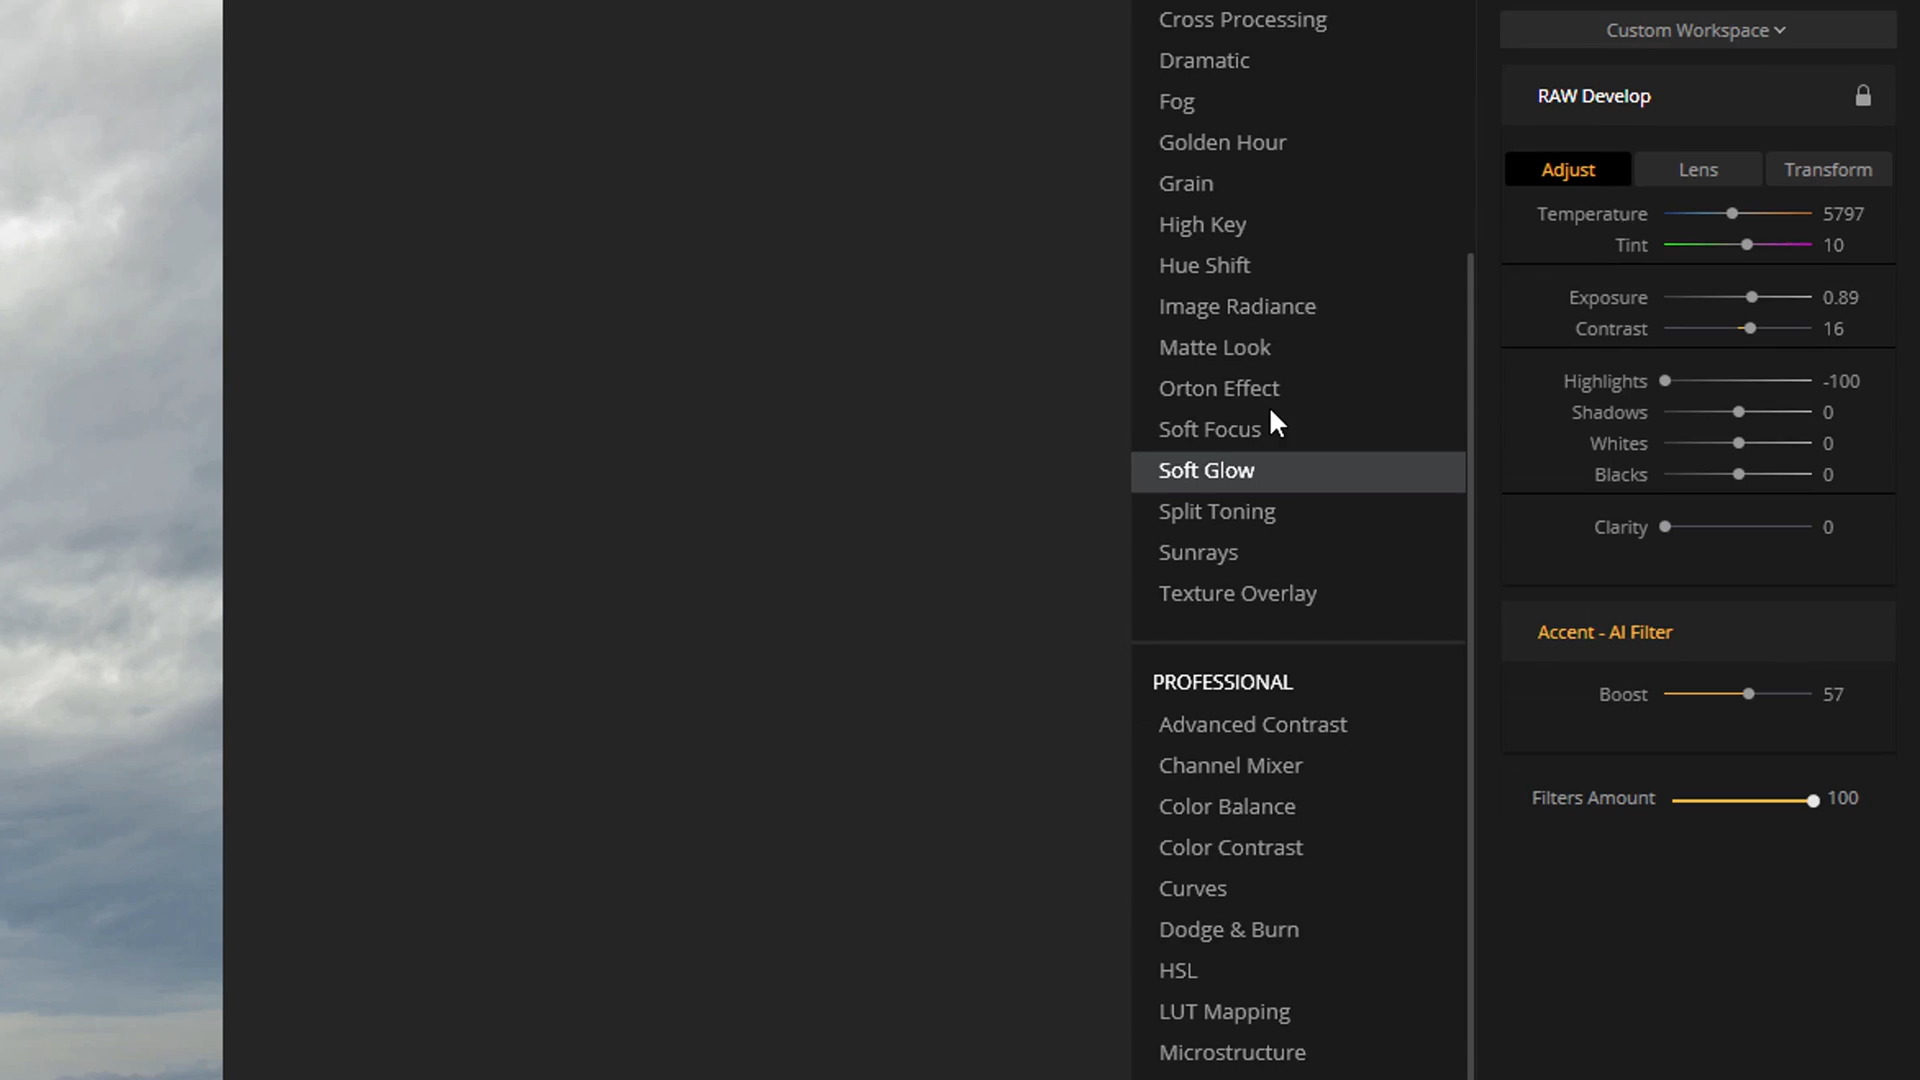 Cross Processing
Dramatic
Fog
Golden Hour
Grain
High Key
Hue Shift
Image Radiance
Matte Look
Orton Effect
Soft Focus
Soft Glow
Split Toning
Sunrays
Texture Overlay
PROFESSIONAL
Advanced Contrast
Channel Mixer
Color Balance
Color Contrast
Curves
Dodge & Burn
HSL
LUT Mapping
Microstructure
Custom Workspace
RAW Develop
Adjust Lens Transform
Temperature 5797
Tint 10
Exposure 0.89
Contrast 16
Highlights -100
Shadows 0
Whites 0
Blacks 0
Clarity 0
Accent - AI Filter
Boost 57
Filters Amount 100